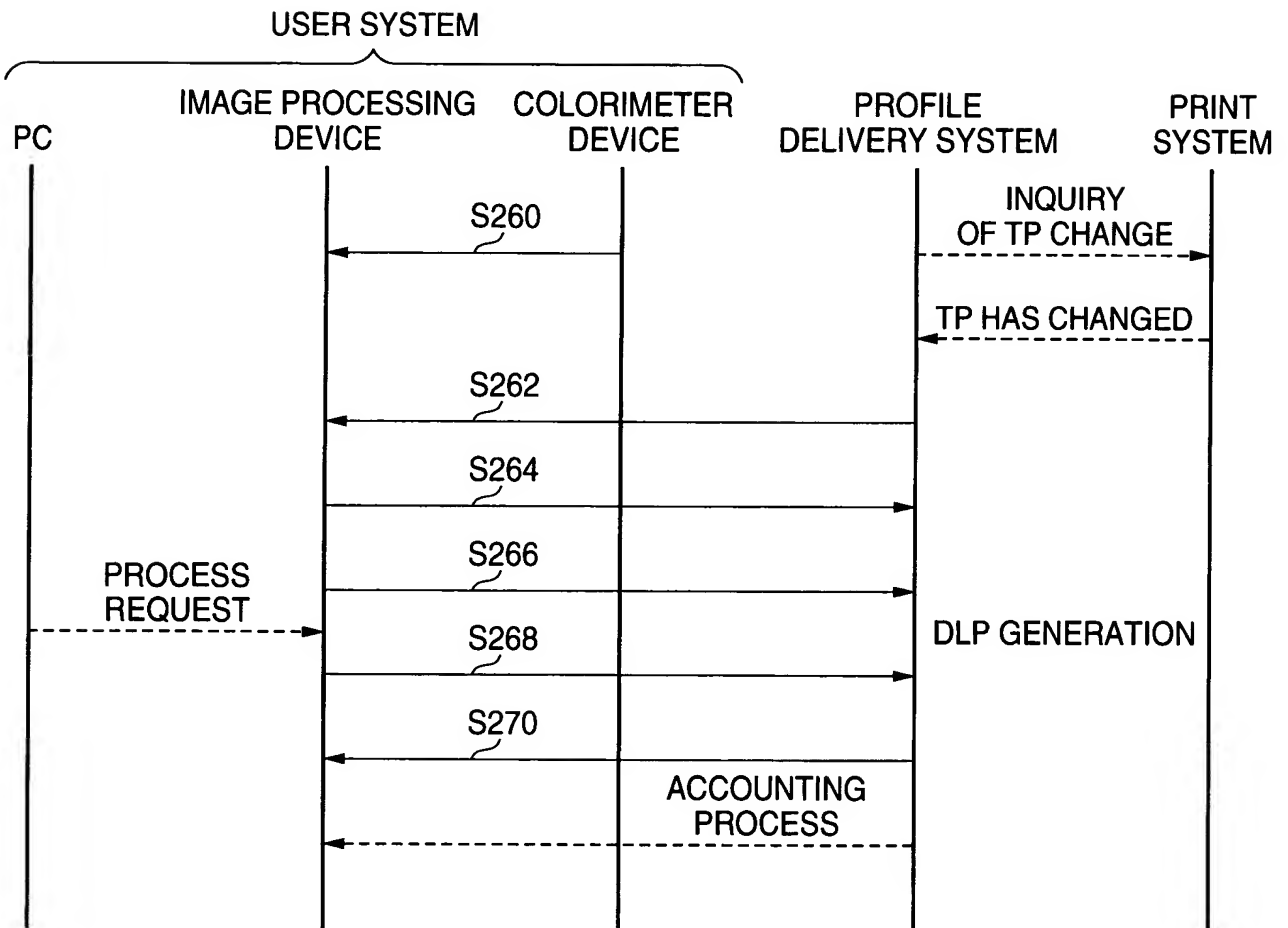 USER SYSTEM
PC
IMAGE PROCESSING
DEVICE
COLORIMETER
DEVICE
PROFILE
DELIVERY SYSTEM
PRINT
SYSTEM
S260
INQUIRY
OF TP CHANGE
TP HAS CHANGED
S262
S264
S266
PROCESS
REQUEST
S268
DLP GENERATION
S270
ACCOUNTING
PROCESS